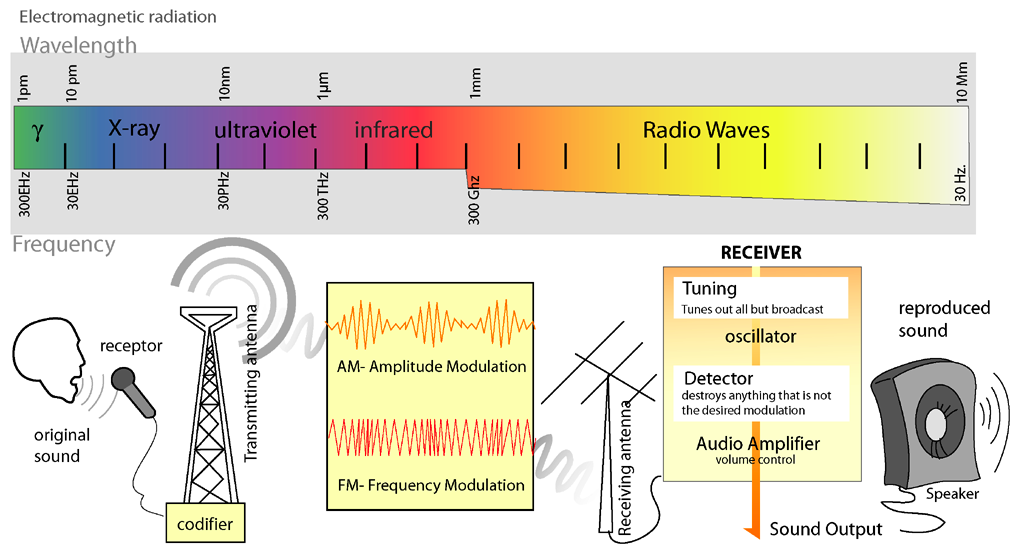 Electromagnetic radiation
Wavelength
1pm
10 pm
10nm
1μm
1mm
10 Mm
γ
X-ray
ultraviolet
infrared
Radio Waves
300EHz
30EHz
30PHz
300THz
300 Ghz
30 Hz.
Frequency
original
sound
receptor
codifier
Transmitting antenna
AM- Amplitude Modulation
FM- Frequency Modulation
Receiving antenna
RECEIVER
Tuning
Tunes out all but broadcast
oscillator
Detector
destroys anything that is not
the desired modulation
Audio Amplifier
volume control
Sound Output
reproduced
sound
Speaker